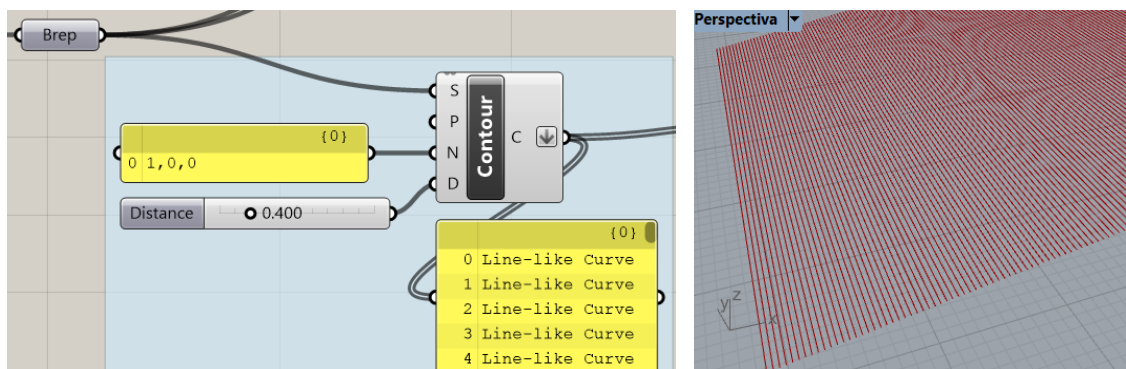 Brep
{0}
0 1,0,0
Distance
0.400
S
P
N
D
Contour
C
{0}
0 Line-like Curve
1 Line-like Curve
2 Line-like Curve
3 Line-like Curve
4 Line-like Curve
Perspectiva
z
y
x